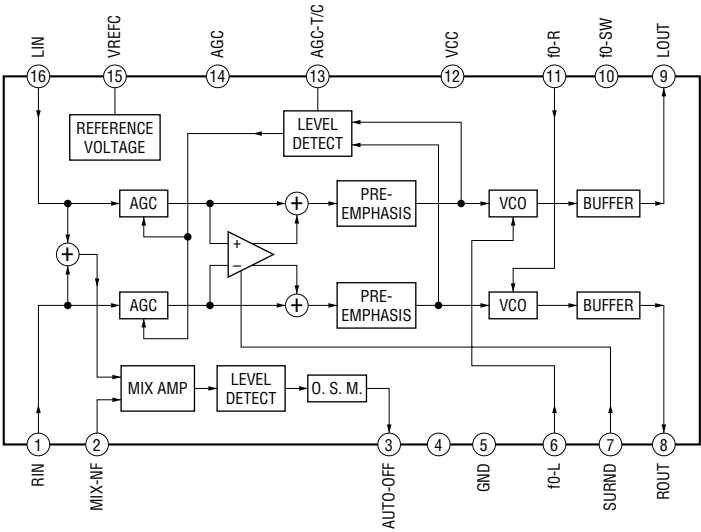 LIN
VREFC
AGC
AGC-T/C
VCC
f0-R
f0-SW
LOUT
16
15
14
13
12
11
10
9
REFERENCE
VOLTAGE
LEVEL
DETECT
AGC
+
PRE-
EMPHASIS
VCO
BUFFER
+
+
−
AGC
+
PRE-
EMPHASIS
VCO
BUFFER
MIX AMP
LEVEL
DETECT
O. S. M.
1
2
3
4
5
6
7
8
RIN
MIX-NF
AUTO-OFF
GND
f0-L
SURND
ROUT